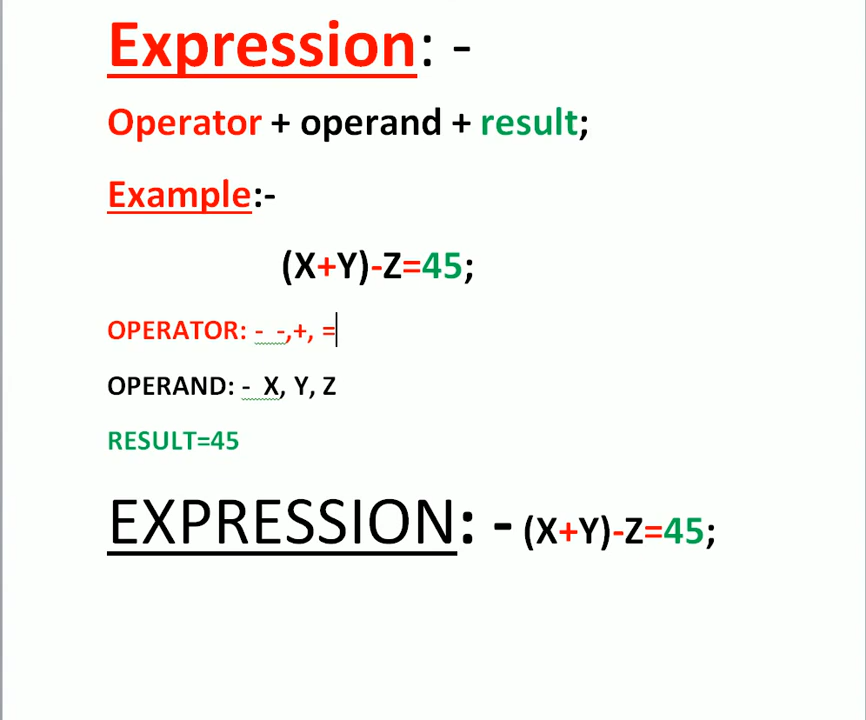 Expression: -
Operator + operand + result;
Example:-
(X+Y)-Z=45;
OPERATOR: -  -,+, =
OPERAND: -  X, Y, Z
RESULT=45
EXPRESSION: - (X+Y)-Z=45;